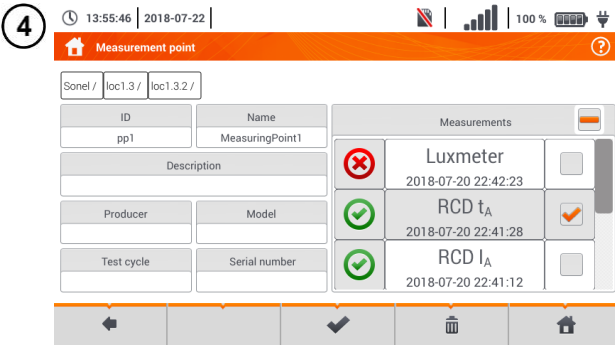 4
13:55:46 2018-07-22 100 %
Measurement point ?
Sonel / loc1.3 / loc1.3.2 /
ID Name Measurements
pp1 MeasuringPoint1
Luxmeter
2018-07-20 22:42:23
Description
RCD tA
2018-07-20 22:41:28
Producer Model
RCD IA
2018-07-20 22:41:12
Test cycle Serial number